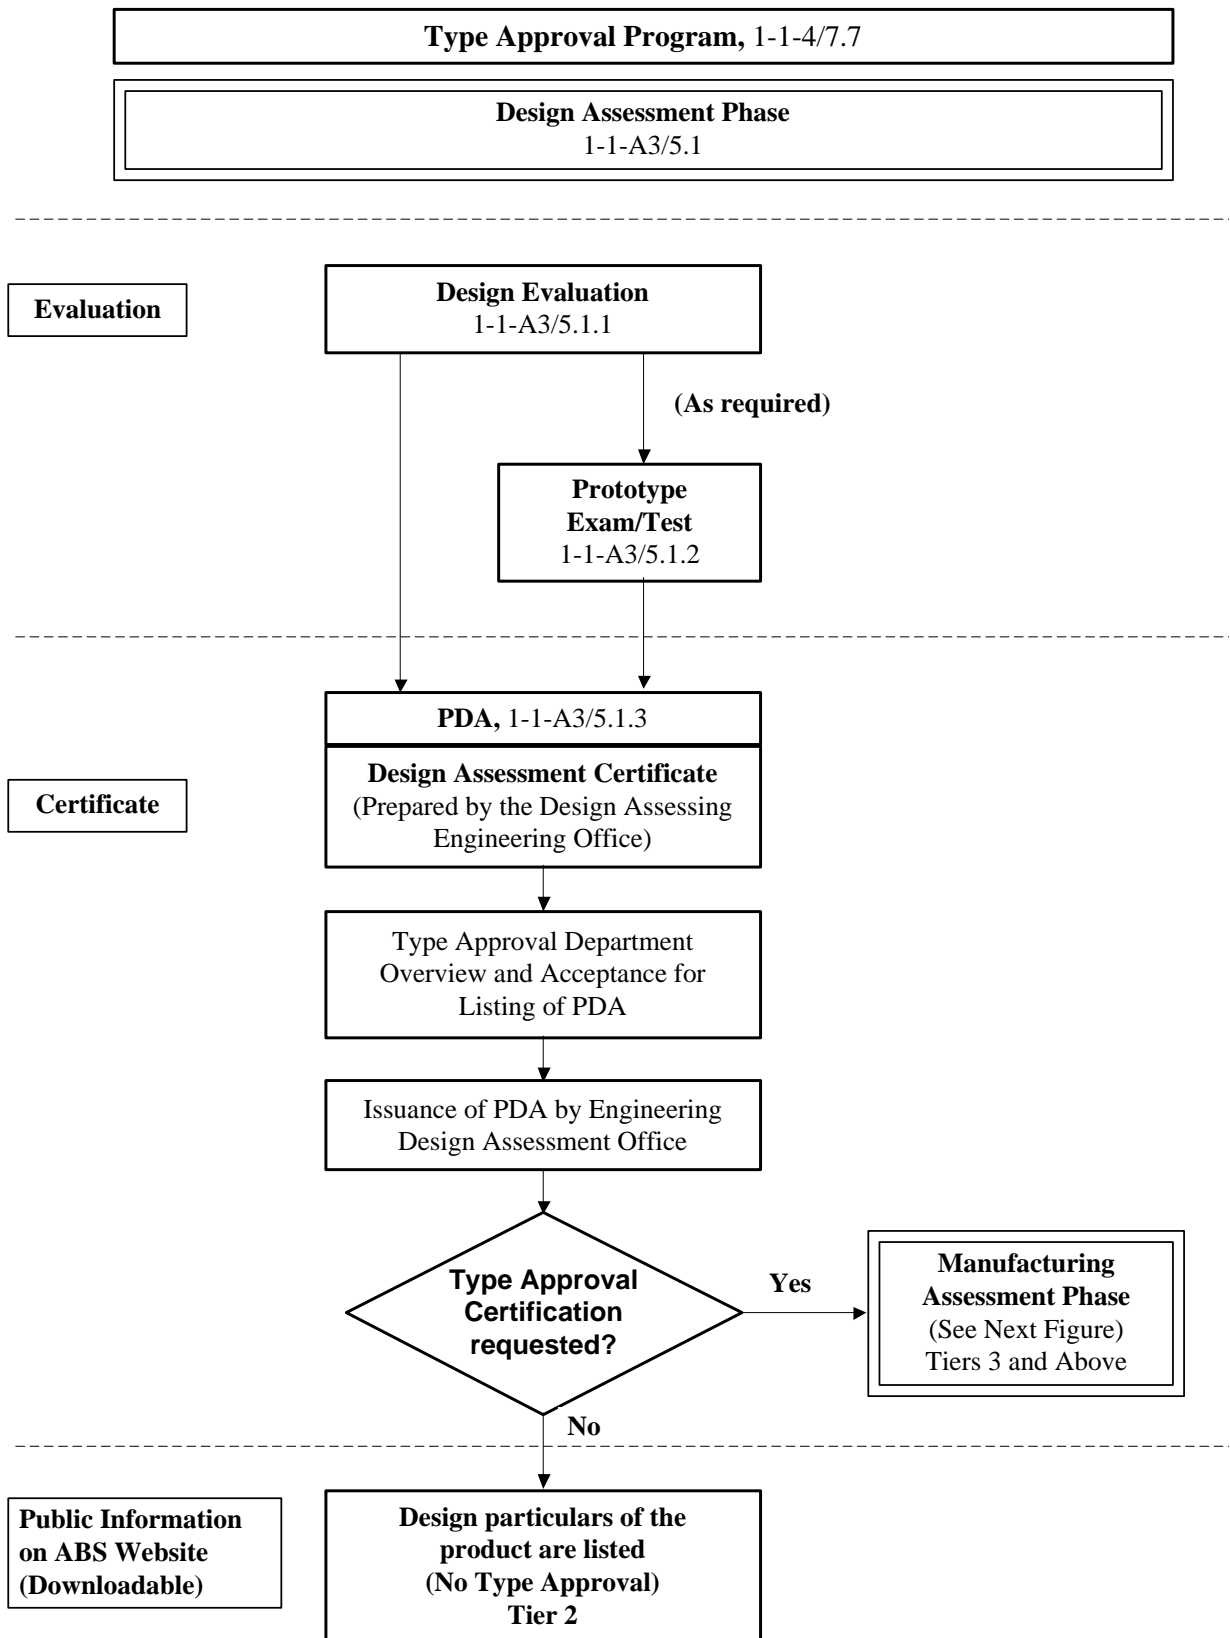 Type Approval Program, 1-1-4/7.7
Design Assessment Phase
1-1-A3/5.1
Evaluation
Design Evaluation
1-1-A3/5.1.1
(As required)
Prototype
Exam/Test
1-1-A3/5.1.2
PDA, 1-1-A3/5.1.3
Certificate
Design Assessment Certificate
(Prepared by the Design Assessing
Engineering Office)
Type Approval Department
Overview and Acceptance for
Listing of PDA
Issuance of PDA by Engineering
Design Assessment Office
Type Approval
Certification
requested?
Yes
Manufacturing
Assessment Phase
(See Next Figure)
Tiers 3 and Above
No
Public Information
on ABS Website
(Downloadable)
Design particulars of the
product are listed
(No Type Approval)
Tier 2